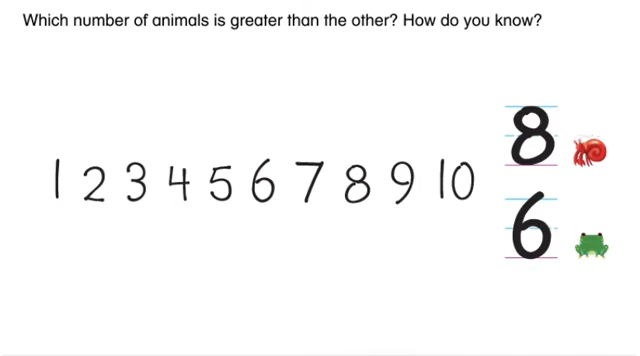 Which number of animals is greater than the other? How do you know?
8
1 2 3 4 5 6 7 8 9 10
6